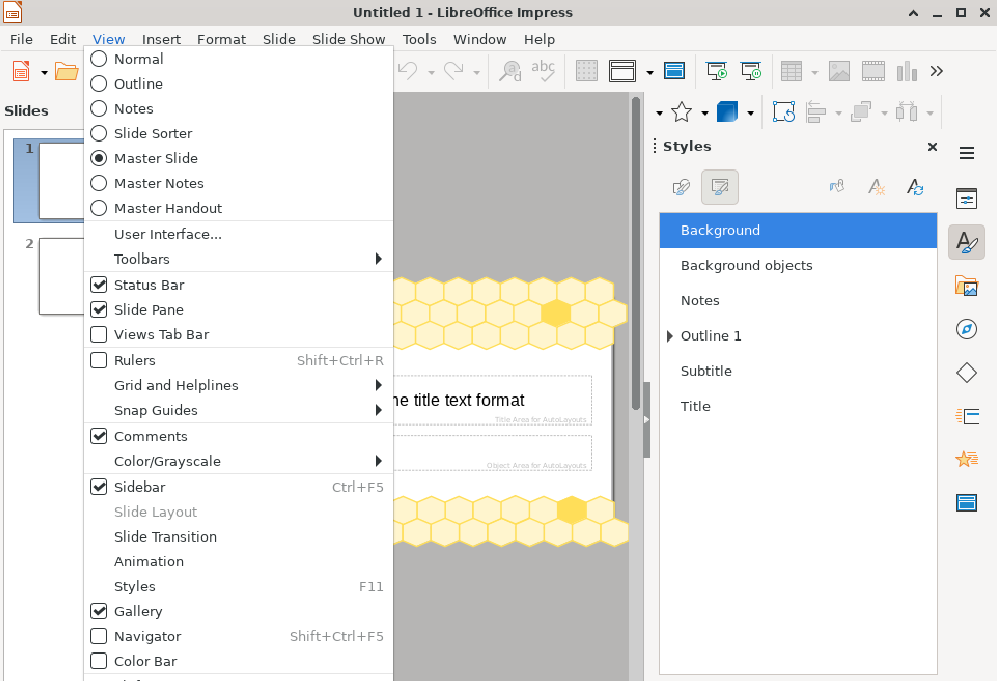 Untitled 1 - LibreOffice Impress
File Edit View Insert Format Slide Slide Show Tools Window Help
abc
Slides
1
2
Normal
Outline
Notes
Slide Sorter
Master Slide
Master Notes
Master Handout
User Interface...
Toolbars
Status Bar
Slide Pane
Views Tab Bar
Rulers Shift+Ctrl+R
Grid and Helplines
Snap Guides
Comments
Color/Grayscale
Sidebar Ctrl+F5
Slide Layout
Slide Transition
Animation
Styles F11
Gallery
Navigator Shift+Ctrl+F5
Color Bar
he title text format
Title Area for AutoLayouts
Object Area for AutoLayouts
Styles
Background
Background objects
Notes
Outline 1
Subtitle
Title